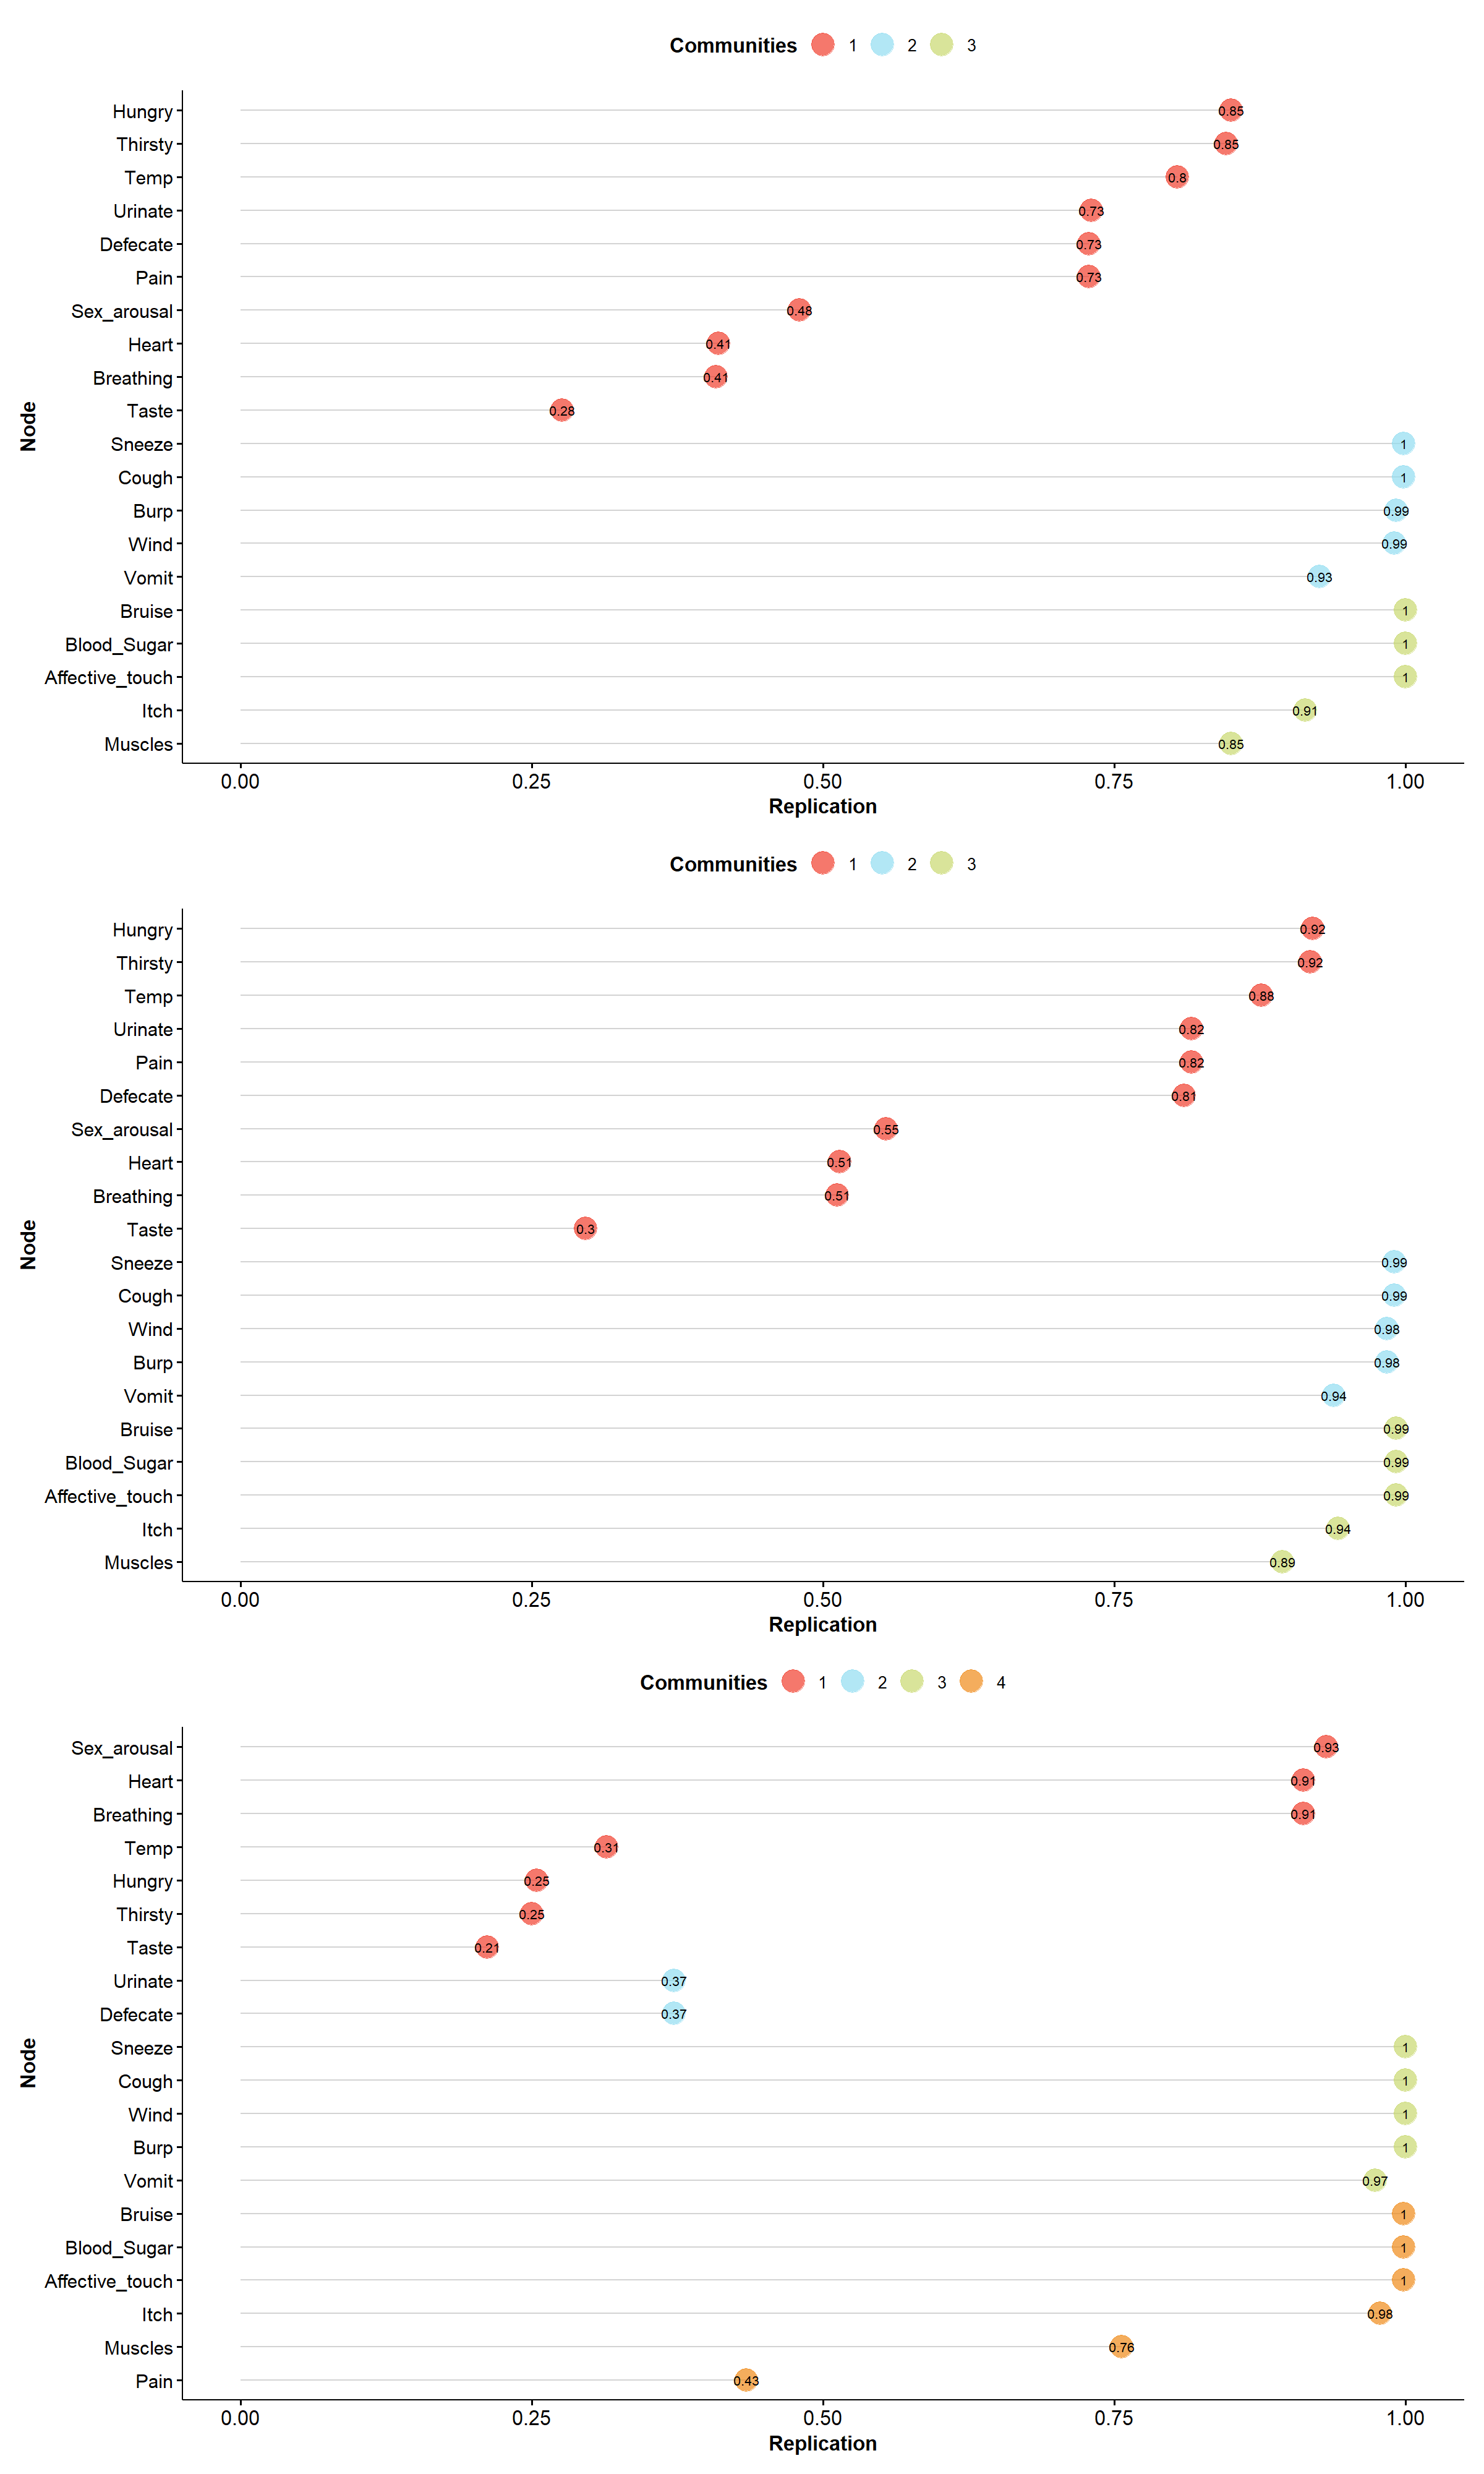 Communities 1 2 3
Hungry 0.85
Thirsty 0.85
Temp 0.8
Urinate 0.73
Defecate 0.73
Pain 0.73
Sex_arousal 0.48
Heart 0.41
Breathing 0.41
Taste 0.28
Node
Sneeze 1
Cough 1
Burp 0.99
Wind 0.99
Vomit 0.93
Bruise 1
Blood_Sugar 1
Affective_touch 1
Itch 0.91
Muscles 0.85
0.00 0.25 0.50 0.75 1.00
Replication
Communities 1 2 3
Hungry 0.92
Thirsty 0.92
Temp 0.88
Urinate 0.82
Pain 0.82
Defecate 0.81
Sex_arousal 0.55
Heart 0.51
Breathing 0.51
Taste 0.3
Node
Sneeze 0.99
Cough 0.99
Wind 0.98
Burp 0.98
Vomit 0.94
Bruise 0.99
Blood_Sugar 0.99
Affective_touch 0.99
Itch 0.94
Muscles 0.89
0.00 0.25 0.50 0.75 1.00
Replication
Communities 1 2 3 4
Sex_arousal 0.93
Heart 0.91
Breathing 0.91
Temp 0.31
Hungry 0.25
Thirsty 0.25
Taste 0.21
Urinate 0.37
Defecate 0.37
Node
Sneeze 1
Cough 1
Wind 1
Burp 1
Vomit 0.97
Bruise 1
Blood_Sugar 1
Affective_touch 1
Itch 0.98
Muscles 0.76
Pain 0.43
0.00 0.25 0.50 0.75 1.00
Replication